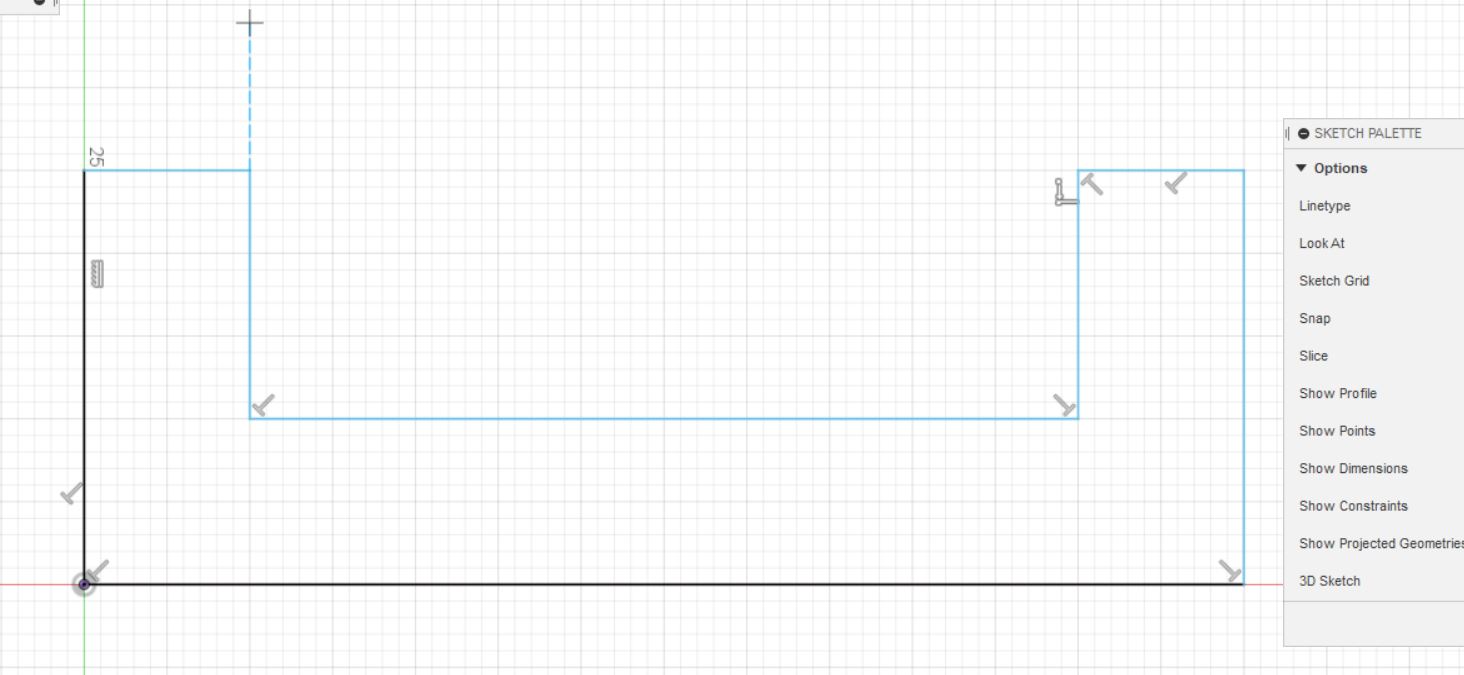 25
SKETCH PALETTE
Options
Linetype
Look At
Sketch Grid
Snap
Slice
Show Profile
Show Points
Show Dimensions
Show Constraints
Show Projected Geometries
3D Sketch